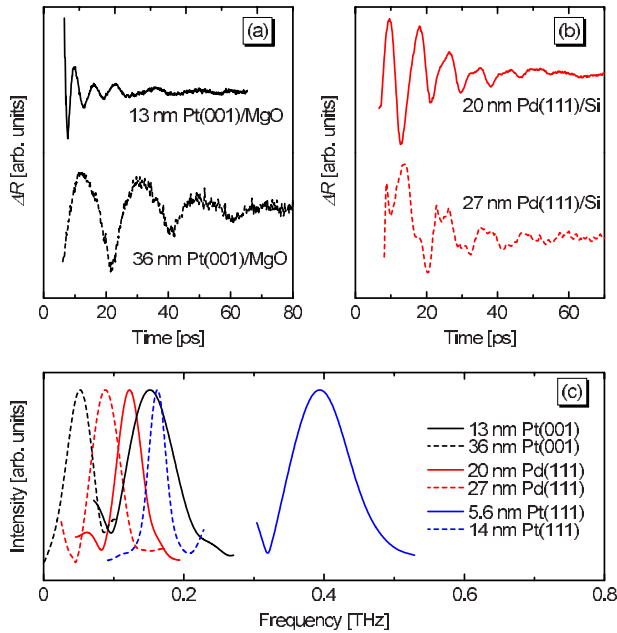 (a)
ΔR [arb. units]
13 nm Pt(001)/MgO
36 nm Pt(001)/MgO
0 20 40 60 80
Time [ps]
(b)
ΔR [arb. units]
20 nm Pd(111)/Si
27 nm Pd(111)/Si
0 20 40 60
Time [ps]
(c)
Intensity [arb. units]
13 nm Pt(001)
36 nm Pt(001)
20 nm Pd(111)
27 nm Pd(111)
5.6 nm Pt(111)
14 nm Pt(111)
0 0.2 0.4 0.6 0.8
Frequency [THz]